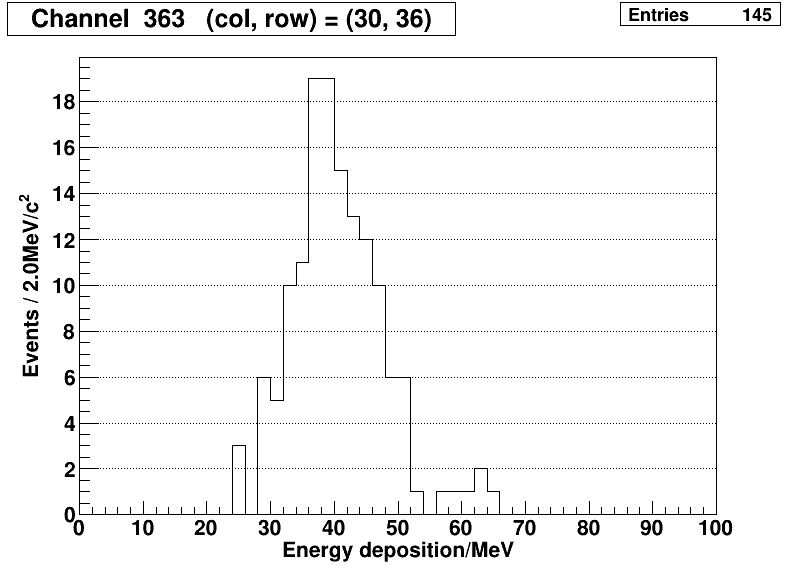 Channel 363 (col, row) = (30, 36)
Entries 145
Events / 2.0MeV/c²
18
16
14
12
10
8
6
4
2
0
0 10 20 30 40 50 60 70 80 90 100
Energy deposition/MeV